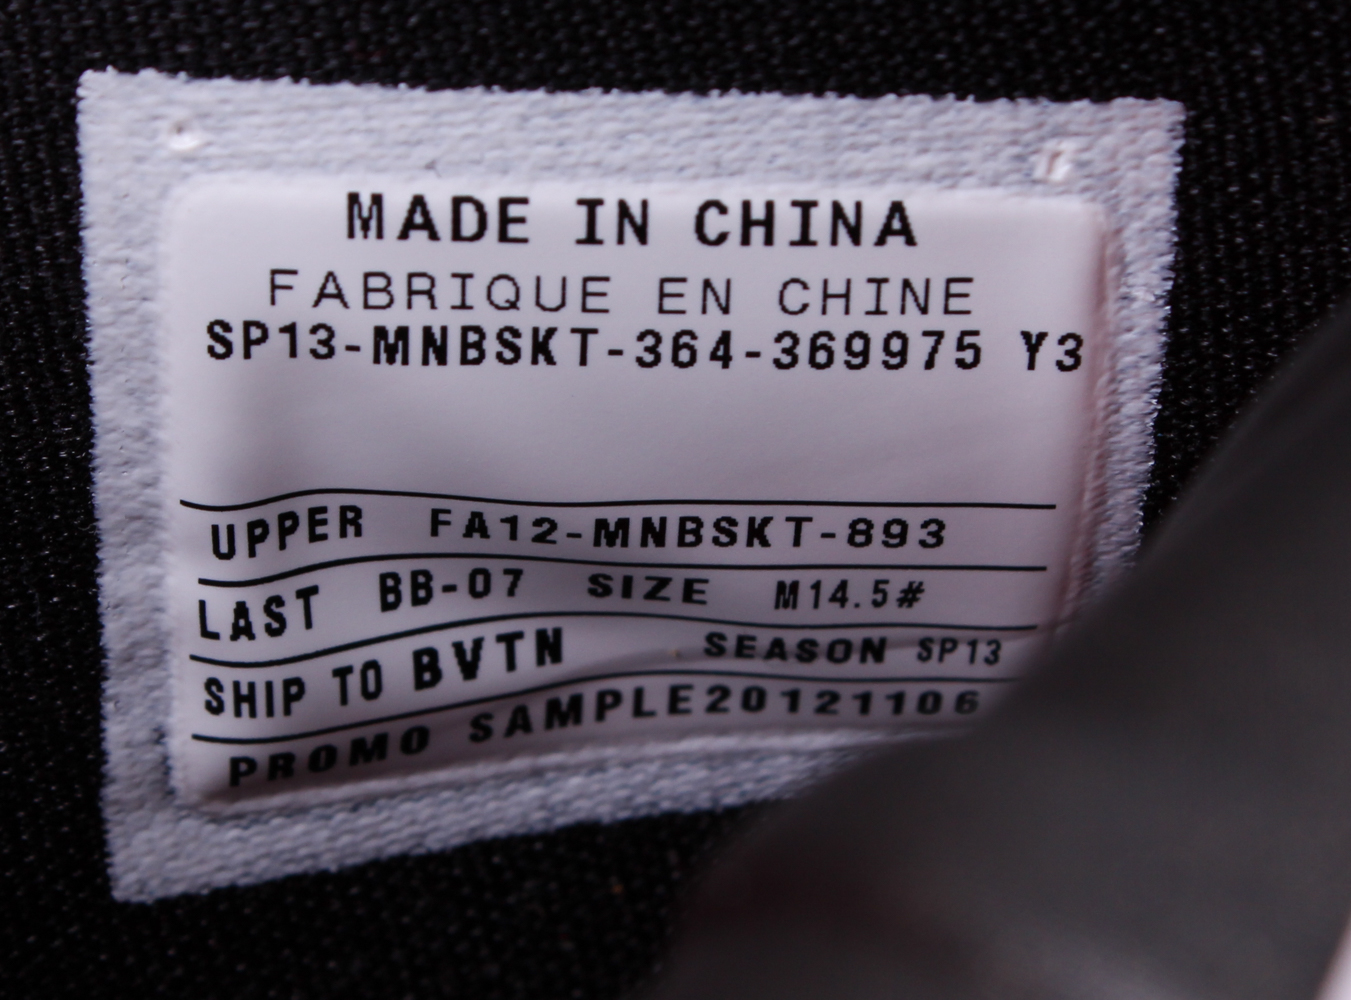 MADE IN CHINA
FABRIQUE EN CHINE
SP13-MNBSKT-364-369975 Y3
UPPER FA12-MNBSKT-893
LAST BB-07 SIZE M14.5#
SHIP TO BVTN SEASON SP13
PROMO SAMPLE20121106